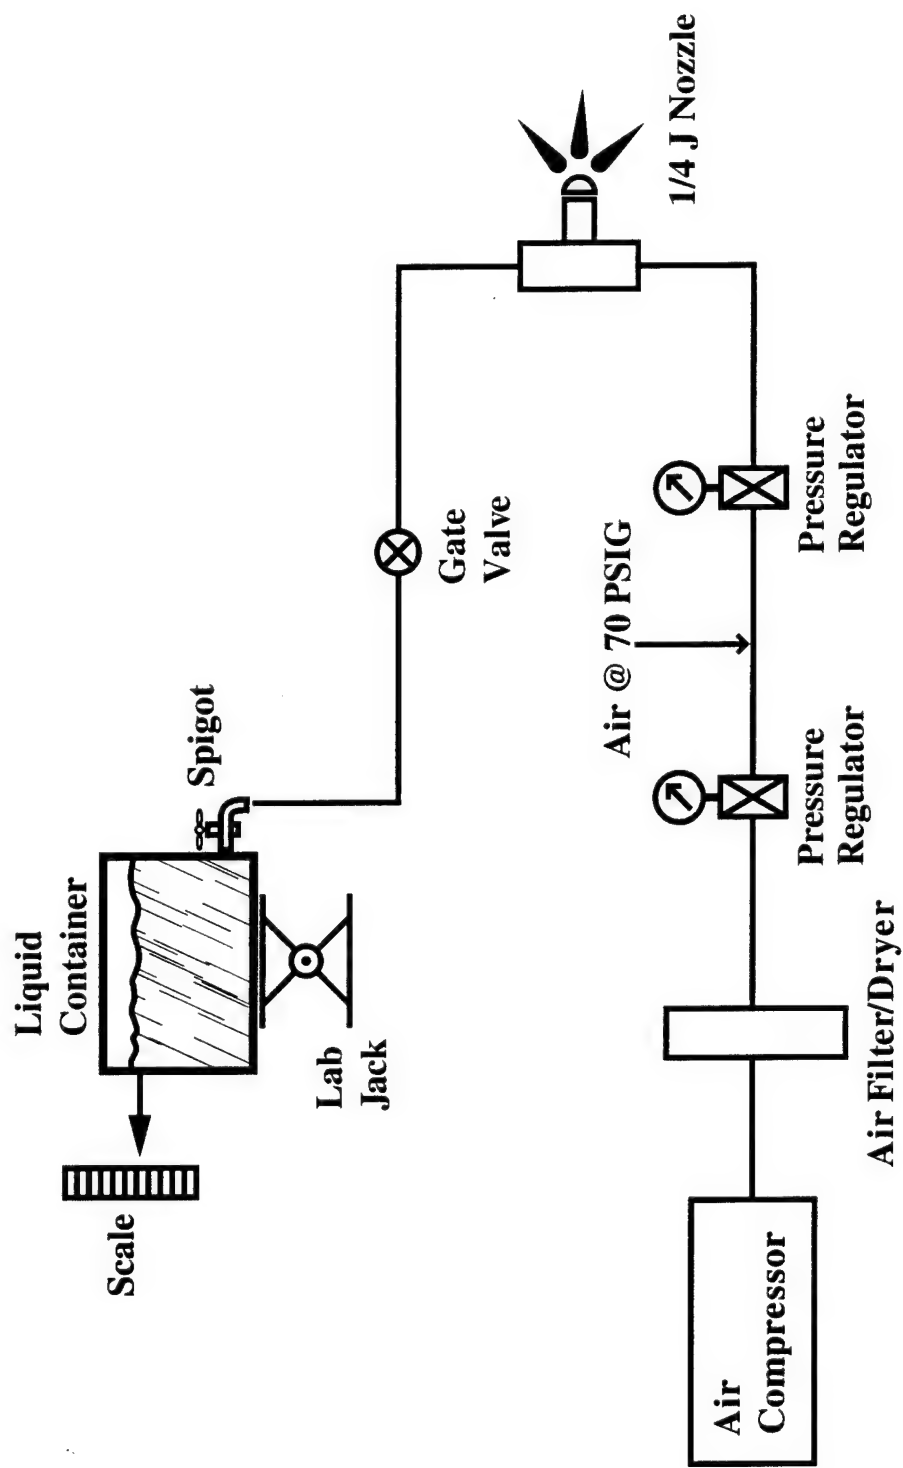 Liquid
Container
Scale
Spigot
Lab
Jack
Gate
Valve
1/4 J Nozzle
Air @ 70 PSIG
Air
Compressor
Air Filter/Dryer
Pressure
Regulator
Pressure
Regulator